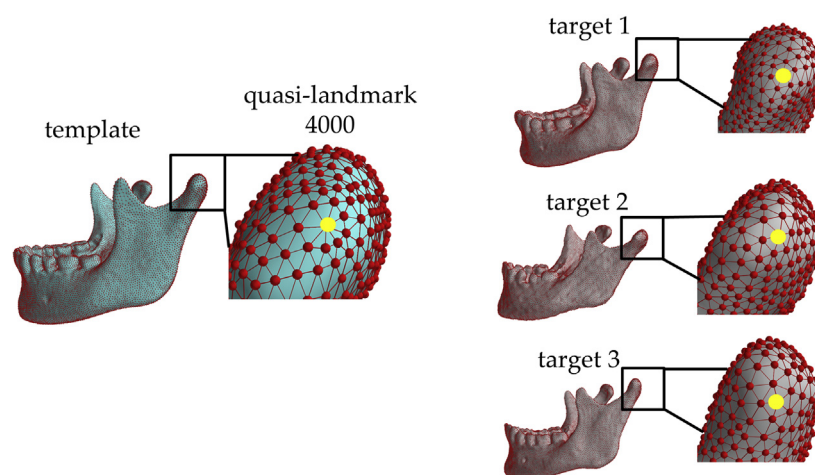 template
quasi-landmark
4000
target 1
target 2
target 3